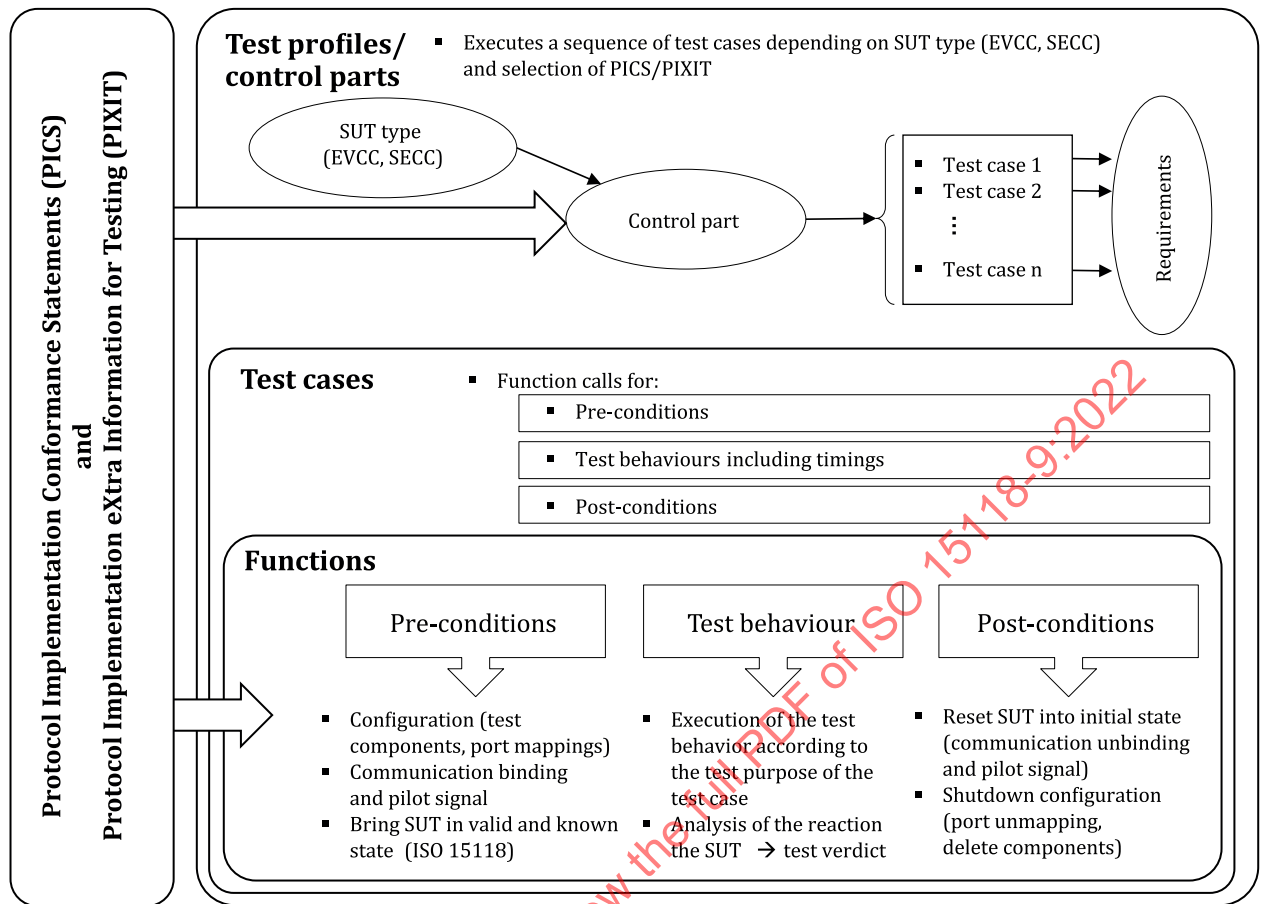 Protocol Implementation Conformance Statements (PICS)
and
Protocol Implementation eXtra Information for Testing (PIXIT)
Test profiles/
control parts
▪ Executes a sequence of test cases depending on SUT type (EVCC, SECC)
and selection of PICS/PIXIT
SUT type
(EVCC, SECC)
Control part
▪ Test case 1
▪ Test case 2
⋮
▪ Test case n
Requirements
Test cases
▪ Function calls for:
▪ Pre-conditions
▪ Test behaviours including timings
▪ Post-conditions
Functions
Pre-conditions
▪ Configuration (test
components, port mappings)
▪ Communication binding
and pilot signal
▪ Bring SUT in valid and known
state (ISO 15118)
Test behaviour
▪ Execution of the test
behavior according to
the test purpose of the
test case
▪ Analysis of the reaction
the SUT → test verdict
Post-conditions
▪ Reset SUT into initial state
(communication unbinding
and pilot signal)
▪ Shutdown configuration
(port unmapping,
delete components)
the full PDF of ISO 15118-9:2022